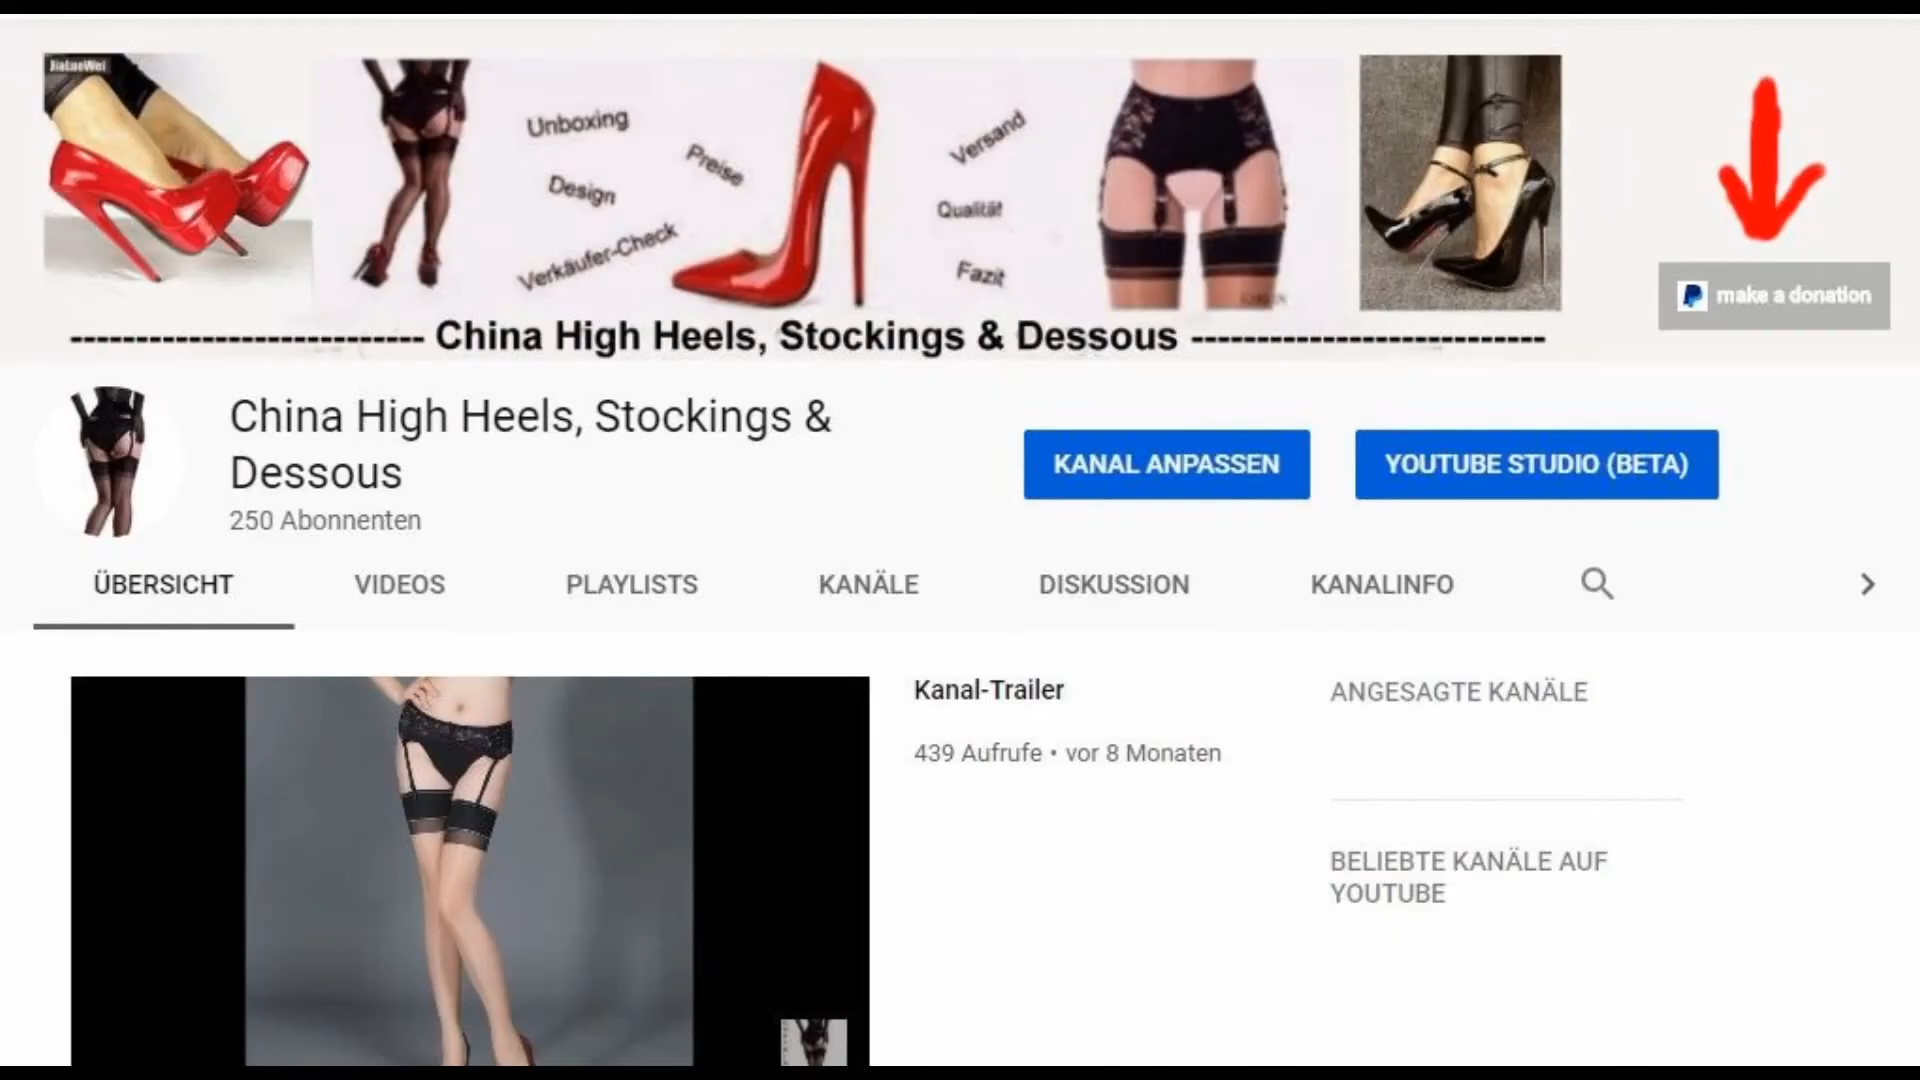 JiaLuoWei
Unboxing
Preise
Design
Verkäufer-Check
Versand
Qualität
Fazit
make a donation
-------------------------- China High Heels, Stockings & Dessous --------------------------
China High Heels, Stockings &
Dessous
250 Abonnenten
KANAL ANPASSEN
YOUTUBE STUDIO (BETA)
ÜBERSICHT
VIDEOS
PLAYLISTS
KANÄLE
DISKUSSION
KANALINFO
Kanal-Trailer
439 Aufrufe • vor 8 Monaten
ANGESAGTE KANÄLE
BELIEBTE KANÄLE AUF
YOUTUBE